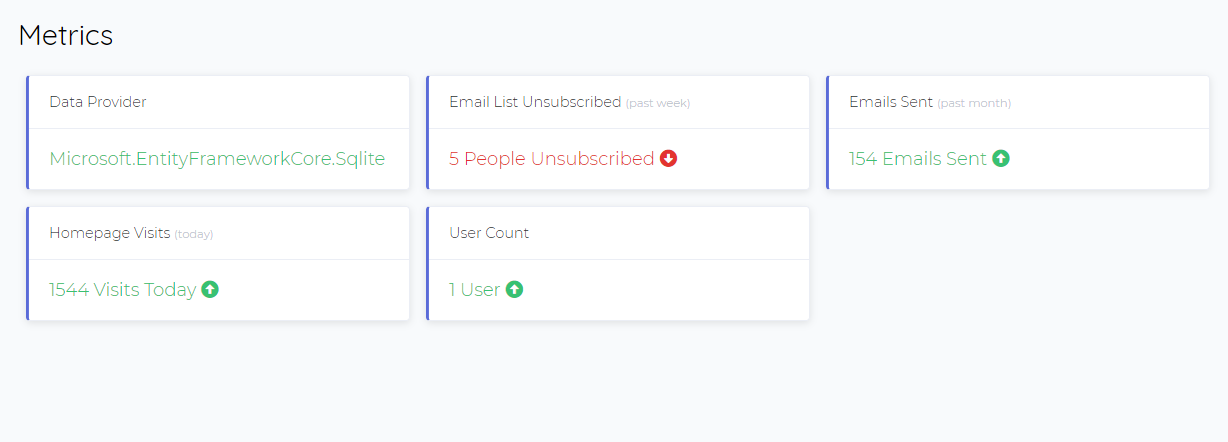 Metrics
Data Provider
Microsoft.EntityFrameworkCore.Sqlite
Email List Unsubscribed (past week)
5 People Unsubscribed
Emails Sent (past month)
154 Emails Sent
Homepage Visits (today)
1544 Visits Today
User Count
1 User